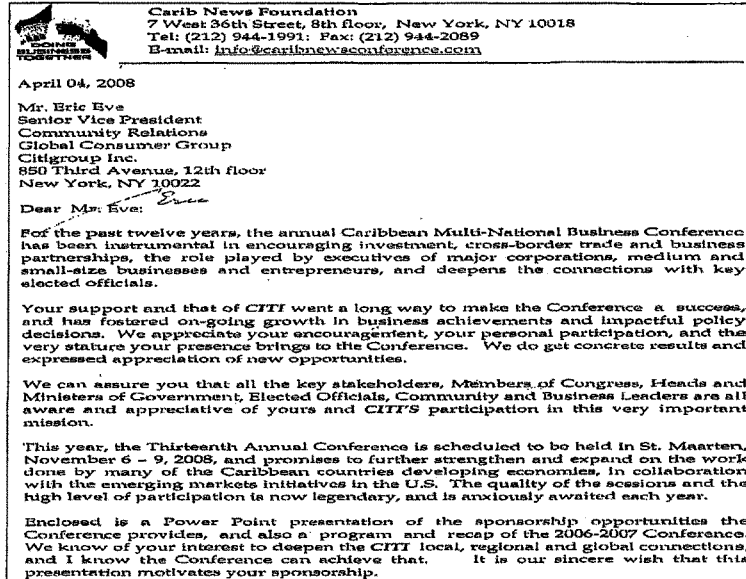 Carib News Foundation
7 West 36th Street, 8th floor, New York, NY 10018
Tel: (212) 944-1991: Fax: (212) 944-2089
E-mail: info@caribnewsconference.com
DOING
BUSINESS
TOGETHER
April 04, 2008
Mr. Eric Eve
Senior Vice President
Community Relations
Global Consumer Group
Citigroup Inc.
850 Third Avenue, 12th floor
New York, NY 10022
Dear Mr. Eve: Eric
For the past twelve years, the annual Caribbean Multi-National Business Conference
has been instrumental in encouraging investment, cross-border trade and business
partnerships, the role played by executives of major corporations, medium and
small-size businesses and entrepreneurs, and deepens the connections with key
elected officials.
Your support and that of CITI went a long way to make the Conference a success,
and has fostered on-going growth in business achievements and impactful policy
decisions. We appreciate your encouragement, your personal participation, and the
very stature your presence brings to the Conference. We do get concrete results and
expressed appreciation of new opportunities.
We can assure you that all the key stakeholders, Members of Congress, Heads and
Ministers of Government, Elected Officials, Community and Business Leaders are all
aware and appreciative of yours and CITI'S participation in this very important
mission.
This year, the Thirteenth Annual Conference is scheduled to be held in St. Maarten,
November 6 – 9, 2008, and promises to further strengthen and expand on the work
done by many of the Caribbean countries developing economies, in collaboration
with the emerging markets initiatives in the U.S. The quality of the sessions and the
high level of participation is now legendary, and is anxiously awaited each year.
Enclosed is a Power Point presentation of the sponsorship opportunities the
Conference provides, and also a program and recap of the 2006-2007 Conference.
We know of your interest to deepen the CITI local, regional and global connections,
and I know the Conference can achieve that. It is our sincere wish that this
presentation motivates your sponsorship.